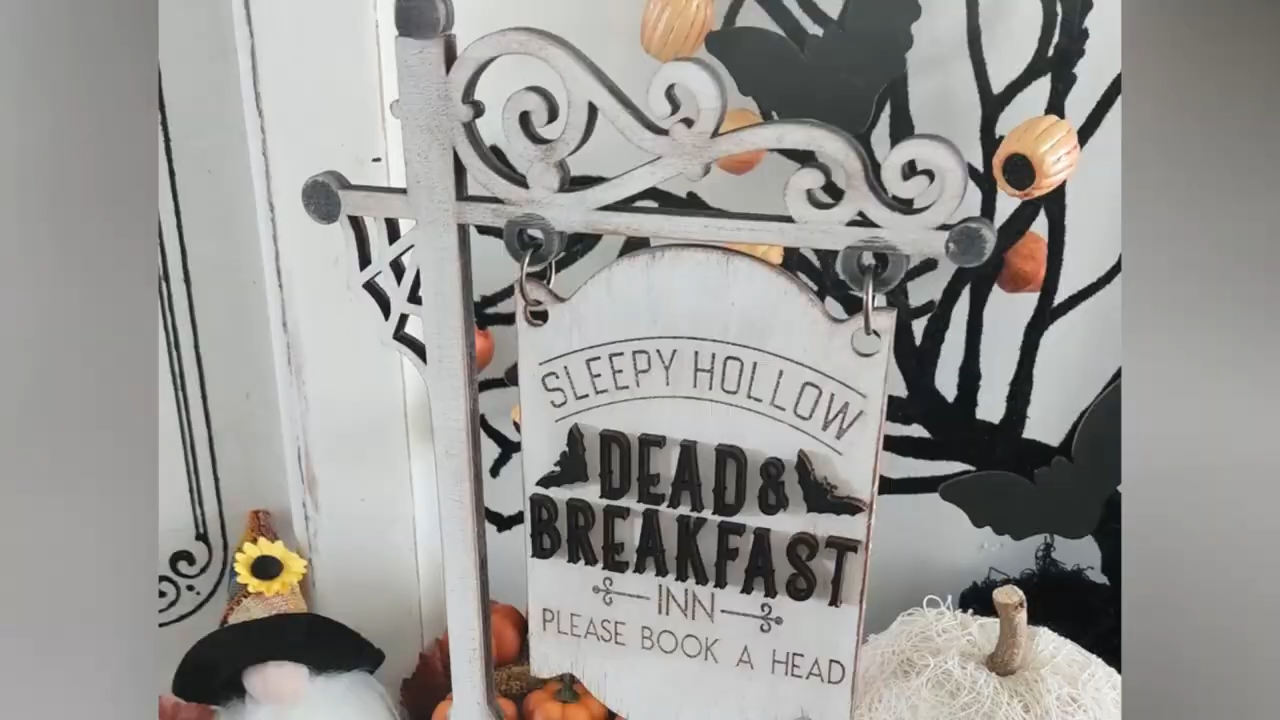 SLEEPY HOLLOW
DEAD &
BREAKFAST
INN
PLEASE BOOK A HEAD